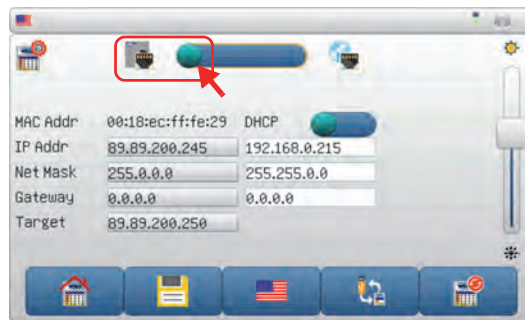 MAC Addr 00:18:ec:ff:fe:29 DHCP
IP Addr 89.89.200.245 192.168.0.215
Net Mask 255.0.0.0 255.255.0.0
Gateway 0.0.0.0 0.0.0.0
Target 89.89.200.250